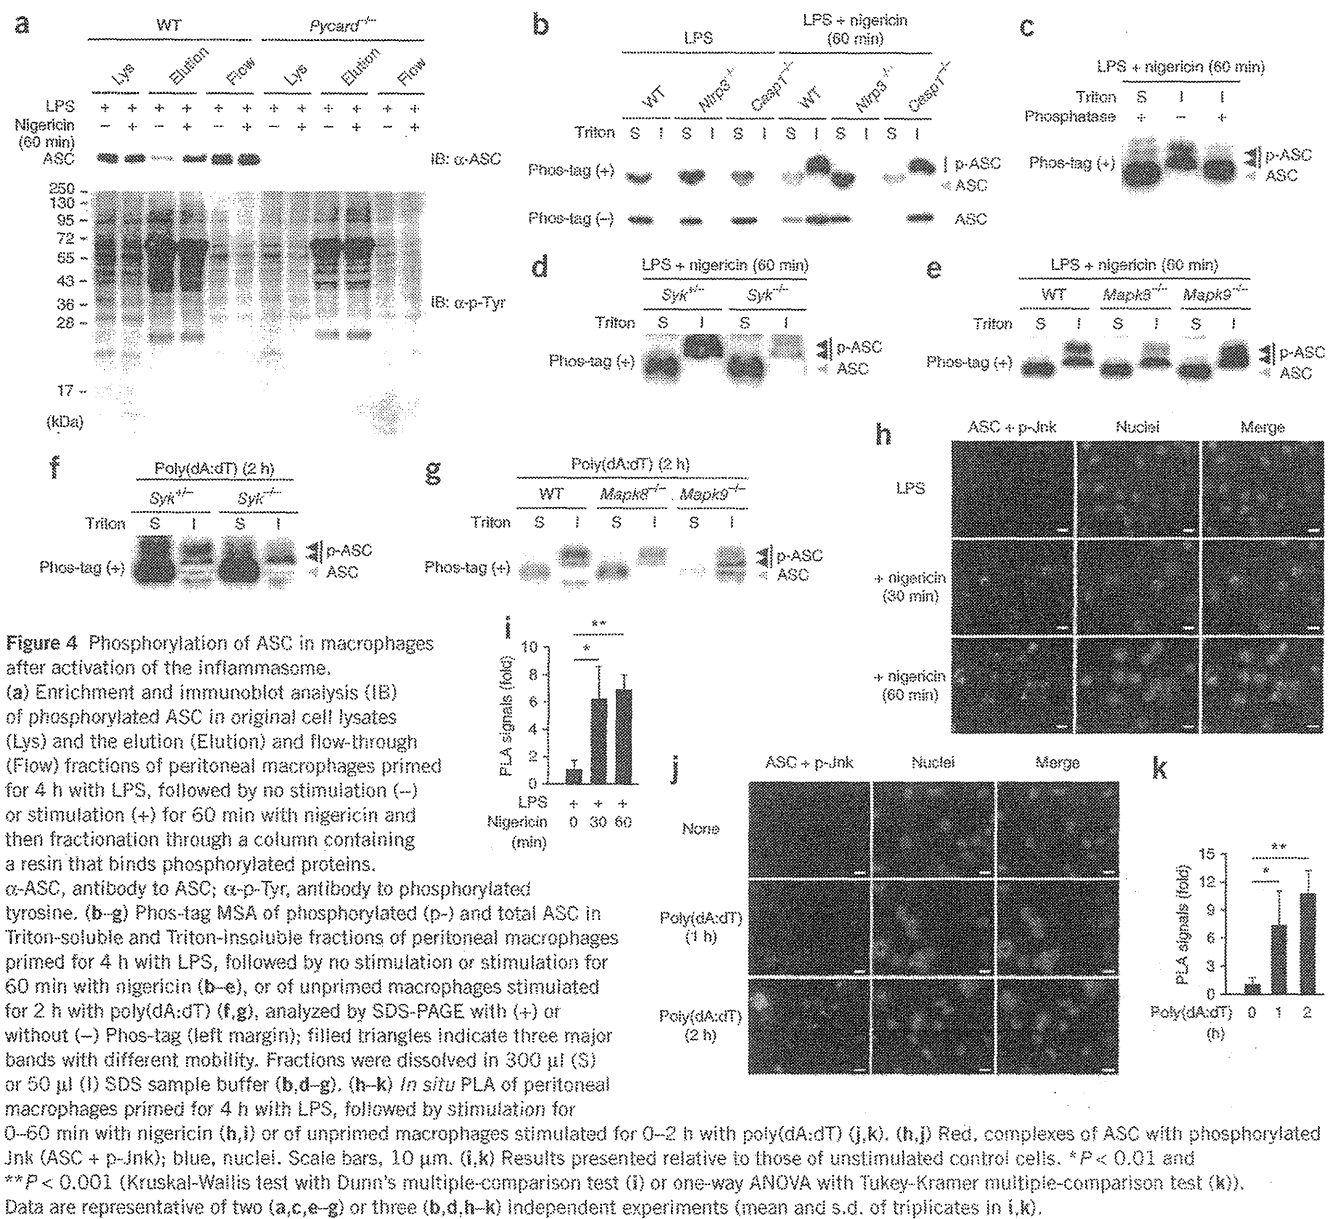 a
WT Pycard−/−
Lys Elution Flow Lys Elution Flow
LPS + + + + + + + + + + + +
Nigericin (60 min) − + − + − + − + − + − +
ASC IB: α-ASC
250
130
95
72
55
43
36
28
17
(kDa)
IB: α-p-Tyr
b
LPS LPS + nigericin (60 min)
WT Nlrp3−/− Casp1−/− WT Nlrp3−/− Casp1−/−
Triton S I S I S I S I S I S I
Phos-tag (+) p-ASC
ASC
Phos-tag (−) ASC
c
LPS + nigericin (60 min)
Triton S I I
Phosphatase + − +
Phos-tag (+) p-ASC
ASC
d
LPS + nigericin (60 min)
Syk+/− Syk−/−
Triton S I S I
Phos-tag (+) p-ASC
ASC
e
LPS + nigericin (60 min)
WT Mapk8−/− Mapk9−/−
Triton S I S I S I
Phos-tag (+) p-ASC
ASC
f
Poly(dA:dT) (2 h)
Syk+/− Syk−/−
Triton S I S I
Phos-tag (+) p-ASC
ASC
g
Poly(dA:dT) (2 h)
WT Mapk8−/− Mapk9−/−
Triton S I S I S I
Phos-tag (+) p-ASC
ASC
h
ASC + p-Jnk Nuclei Merge
LPS
+ nigericin
(30 min)
+ nigericin
(60 min)
i
PLA signals (fold)
10
8
6
4
2
0
*
**
LPS + + +
Nigericin 0 30 60
(min)
j
ASC + p-Jnk Nuclei Merge
None
Poly(dA:dT)
(1 h)
Poly(dA:dT)
(2 h)
k
PLA signals (fold)
15
12
9
6
3
0
*
**
Poly(dA:dT) 0 1 2
(h)
Figure 4 Phosphorylation of ASC in macrophages
after activation of the inflammasome.
(a) Enrichment and immunoblot analysis (IB)
of phosphorylated ASC in original cell lysates
(Lys) and the elution (Elution) and flow-through
(Flow) fractions of peritoneal macrophages primed
for 4 h with LPS, followed by no stimulation (–)
or stimulation (+) for 60 min with nigericin and
then fractionation through a column containing
a resin that binds phosphorylated proteins.
α-ASC, antibody to ASC; α-p-Tyr, antibody to phosphorylated
tyrosine. (b–g) Phos-tag MSA of phosphorylated (p-) and total ASC in
Triton-soluble and Triton-insoluble fractions of peritoneal macrophages
primed for 4 h with LPS, followed by no stimulation or stimulation for
60 min with nigericin (b–e), or of unprimed macrophages stimulated
for 2 h with poly(dA:dT) (f,g), analyzed by SDS-PAGE with (+) or
without (–) Phos-tag (left margin); filled triangles indicate three major
bands with different mobility. Fractions were dissolved in 300 µl (S)
or 50 µl (I) SDS sample buffer (b,d–g). (h–k) In situ PLA of peritoneal
macrophages primed for 4 h with LPS, followed by stimulation for
0–60 min with nigericin (h,i) or of unprimed macrophages stimulated for 0–2 h with poly(dA:dT) (j,k). (h,j) Red, complexes of ASC with phosphorylated
Jnk (ASC + p-Jnk); blue, nuclei. Scale bars, 10 µm. (i,k) Results presented relative to those of unstimulated control cells. *P < 0.01 and
**P < 0.001 (Kruskal-Wallis test with Dunn's multiple-comparison test (i) or one-way ANOVA with Tukey-Kramer multiple-comparison test (k)).
Data are representative of two (a,c,e–g) or three (b,d,h–k) independent experiments (mean and s.d. of triplicates in i,k).